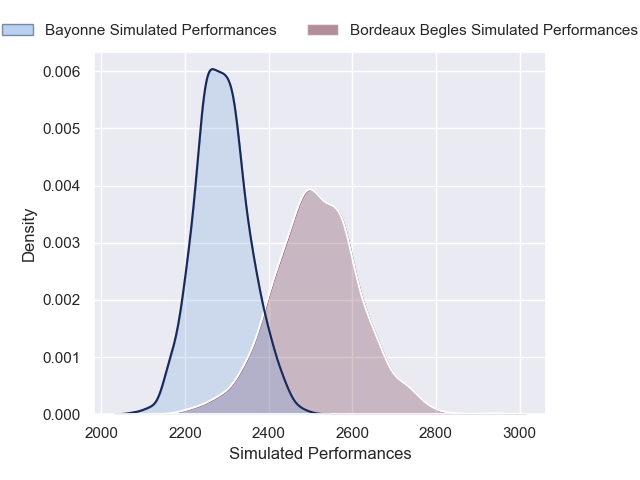 Bayonne Simulated Performances
Bordeaux Begles Simulated Performances
0.006
0.005
0.004
0.003
0.002
0.001
0.000
Density
2000 2200 2400 2600 2800 3000
Simulated Performances